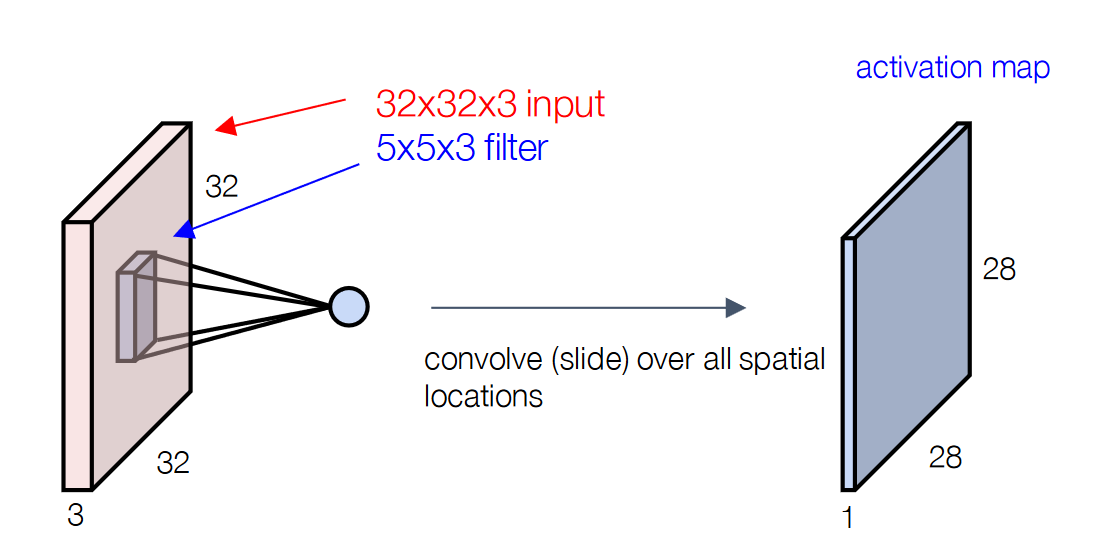 activation map
32x32x3 input
5x5x3 filter
32
28
convolve (slide) over all spatial
locations
32
28
3
1